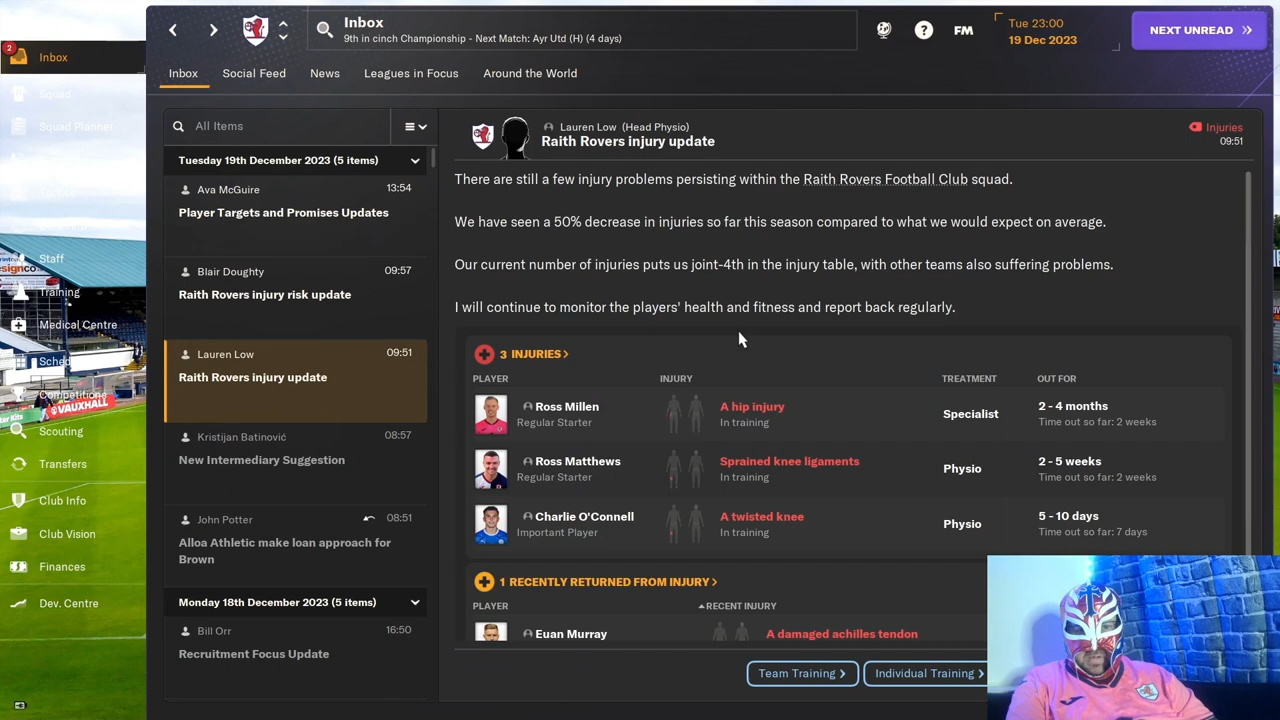 Inbox
9th in cinch Championship - Next Match: Ayr Utd (H) (4 days)
FM
Tue 23:00
19 Dec 2023
NEXT UNREAD
2
Inbox
Squad
Squad Planner
Staff
Training
Medical Centre
Sched
Competitions
Scouting
Transfers
Club Info
Club Vision
Finances
Dev. Centre
VAUXHALL
Inbox
Social Feed
News
Leagues in Focus
Around the World
All Items
Tuesday 19th December 2023 (5 items)
Ava McGuire 13:54
Player Targets and Promises Updates
Blair Doughty 09:57
Raith Rovers injury risk update
Lauren Low 09:51
Raith Rovers injury update
Kristijan Batinović 08:57
New Intermediary Suggestion
John Potter 08:51
Alloa Athletic make loan approach for
Brown
Monday 18th December 2023 (5 items)
Bill Orr 16:50
Recruitment Focus Update
Lauren Low (Head Physio)
Raith Rovers injury update
Injuries
09:51
There are still a few injury problems persisting within the Raith Rovers Football Club squad.
We have seen a 50% decrease in injuries so far this season compared to what we would expect on average.
Our current number of injuries puts us joint-4th in the injury table, with other teams also suffering problems.
I will continue to monitor the players' health and fitness and report back regularly.
3 INJURIES
PLAYER INJURY TREATMENT OUT FOR
Ross Millen A hip injury Specialist 2 - 4 months
Regular Starter In training Time out so far: 2 weeks
Ross Matthews Sprained knee ligaments Physio 2 - 5 weeks
Regular Starter In training Time out so far: 2 weeks
Charlie O'Connell A twisted knee Physio 5 - 10 days
Important Player In training Time out so far: 7 days
1 RECENTLY RETURNED FROM INJURY
PLAYER RECENT INJURY
Euan Murray A damaged achilles tendon
Team Training
Individual Training